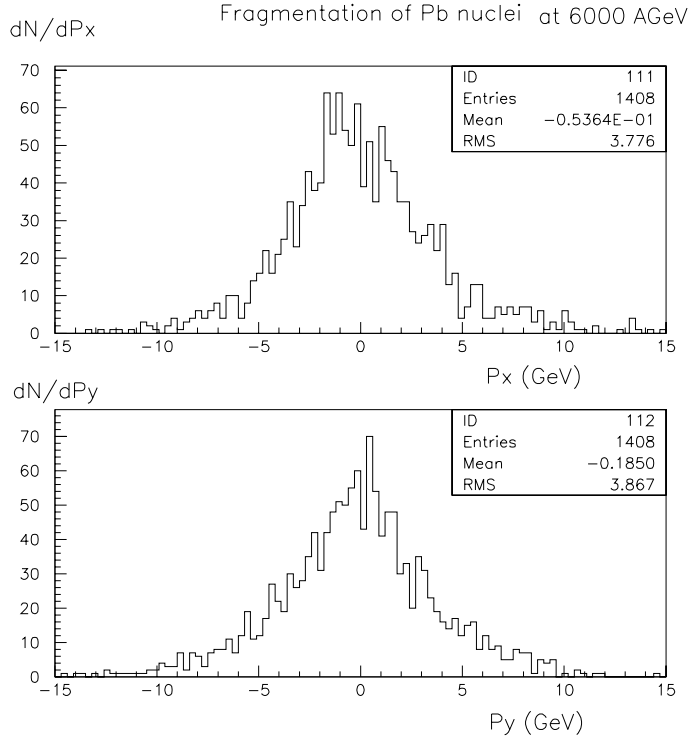 Fragmentation of Pb nuclei at 6000 AGeV
dN/dPx
70
60
50
40
30
20
10
0
ID 111
Entries 1408
Mean -0.5364E-01
RMS 3.776
-15 -10 -5 0 5 10 15
Px (GeV)
dN/dPy
70
60
50
40
30
20
10
0
ID 112
Entries 1408
Mean -0.1850
RMS 3.867
-15 -10 -5 0 5 10 15
Py (GeV)